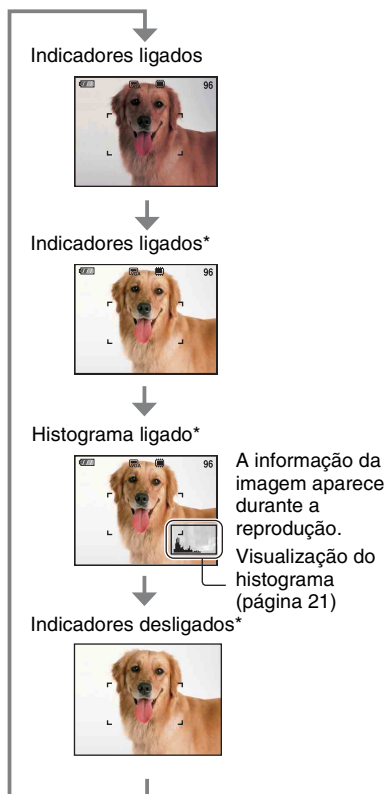 Indicadores ligados
96
Indicadores ligados*
96
Histograma ligado*
96
A informação da
imagem aparece
durante a
reprodução.
Visualização do
histograma
(página 21)
Indicadores desligados*